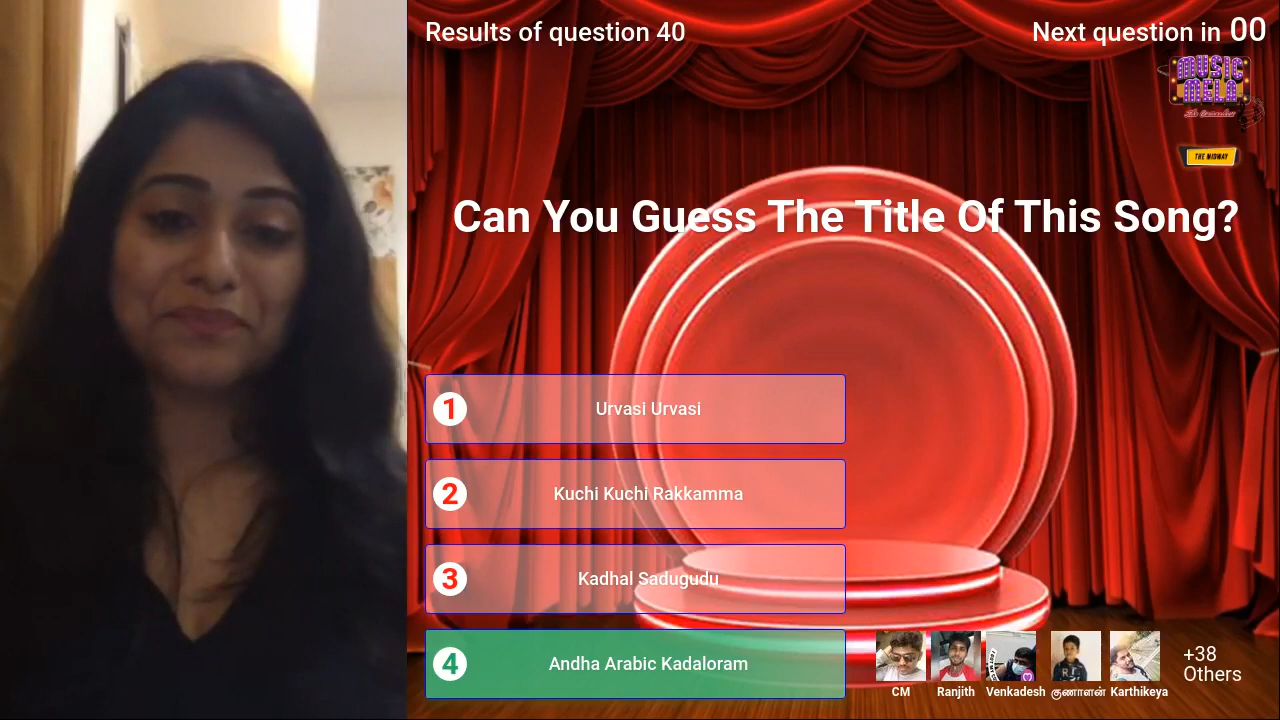 Results of question 40
Next question in 00
MUSIC
MELA
THE MIDWAY
Can You Guess The Title Of This Song?
1 Urvasi Urvasi
2 Kuchi Kuchi Rakkamma
3 Kadhal Sadugudu
4 Andha Arabic Kadaloram
CM Ranjith Venkadesh குணாளன் Karthikeya
+38
Others